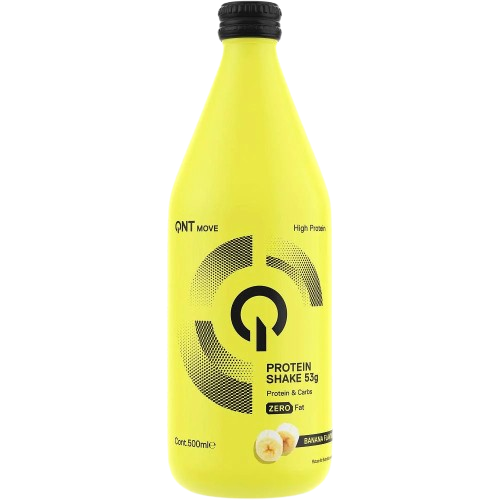 QNT MOVE
High Protein
PROTEIN
SHAKE 53g
Protein & Carbs
ZERO Fat
BANANA
Cont.500ml℮